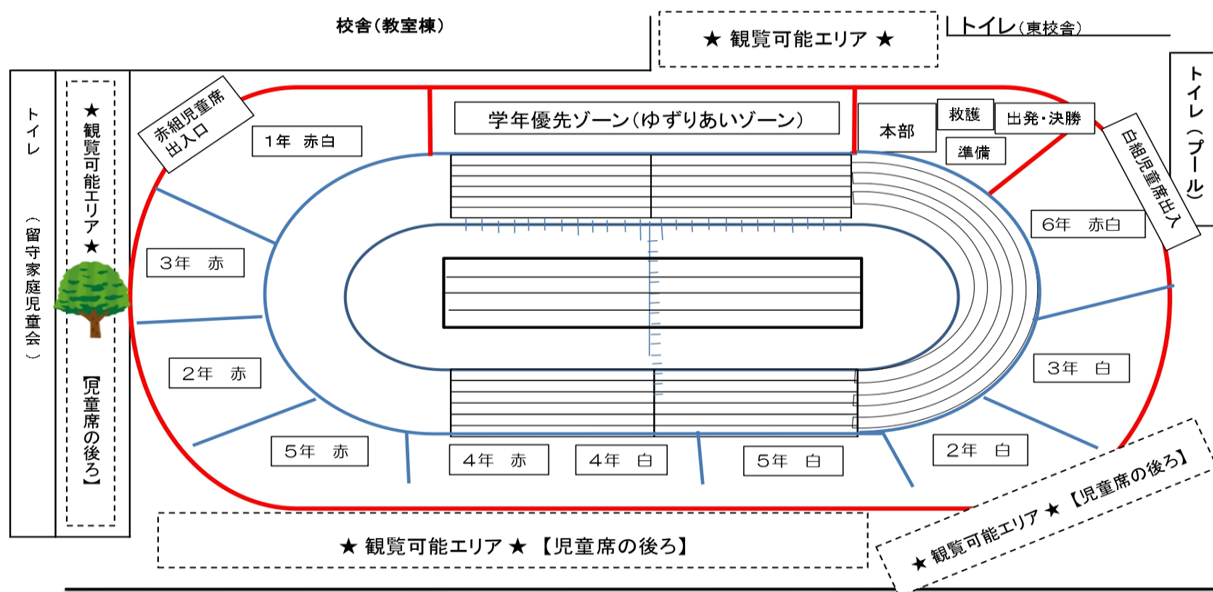 校舎(教室棟)
★ 観覧可能エリア ★
トイレ(東校舎)
トイレ(プール)
トイレ (留守家庭児童会)
★ 観覧可能エリア ★
【児童席の後ろ】
赤組児童席
出入口
1年 赤白
学年優先ゾーン(ゆずりあいゾーン)
本部
救護
準備
出発・決勝
白組児童席出入
6年 赤白
3年 赤
3年 白
2年 赤
2年 白
5年 赤
4年 赤
4年 白
5年 白
★ 観覧可能エリア ★ 【児童席の後ろ】
★ 観覧可能エリア ★ 【児童席の後ろ】